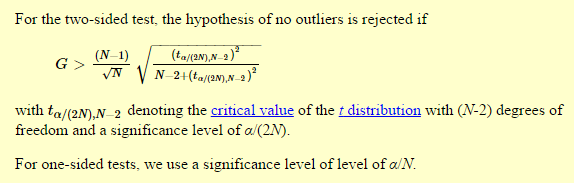 For the two-sided test, the hypothesis of no outliers is rejected if
G > (N−1)/√N √((t_{α/(2N),N−2})²/(N−2+(t_{α/(2N),N−2})²))
with t_{α/(2N),N−2} denoting the critical value of the t distribution with (N-2) degrees of
freedom and a significance level of α/(2N).
For one-sided tests, we use a significance level of level of α/N.